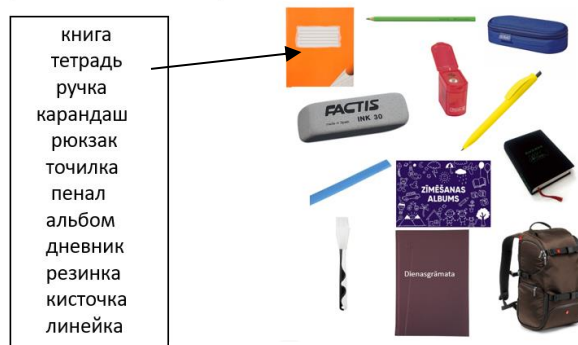 книга
тетрадь
ручка
карандаш
рюкзак
точилка
пенал
альбом
дневник
резинка
кисточка
линейка
FACTIS
INK 30
ZĪMĒŠANAS
ALBUMS
Dienasgrāmata